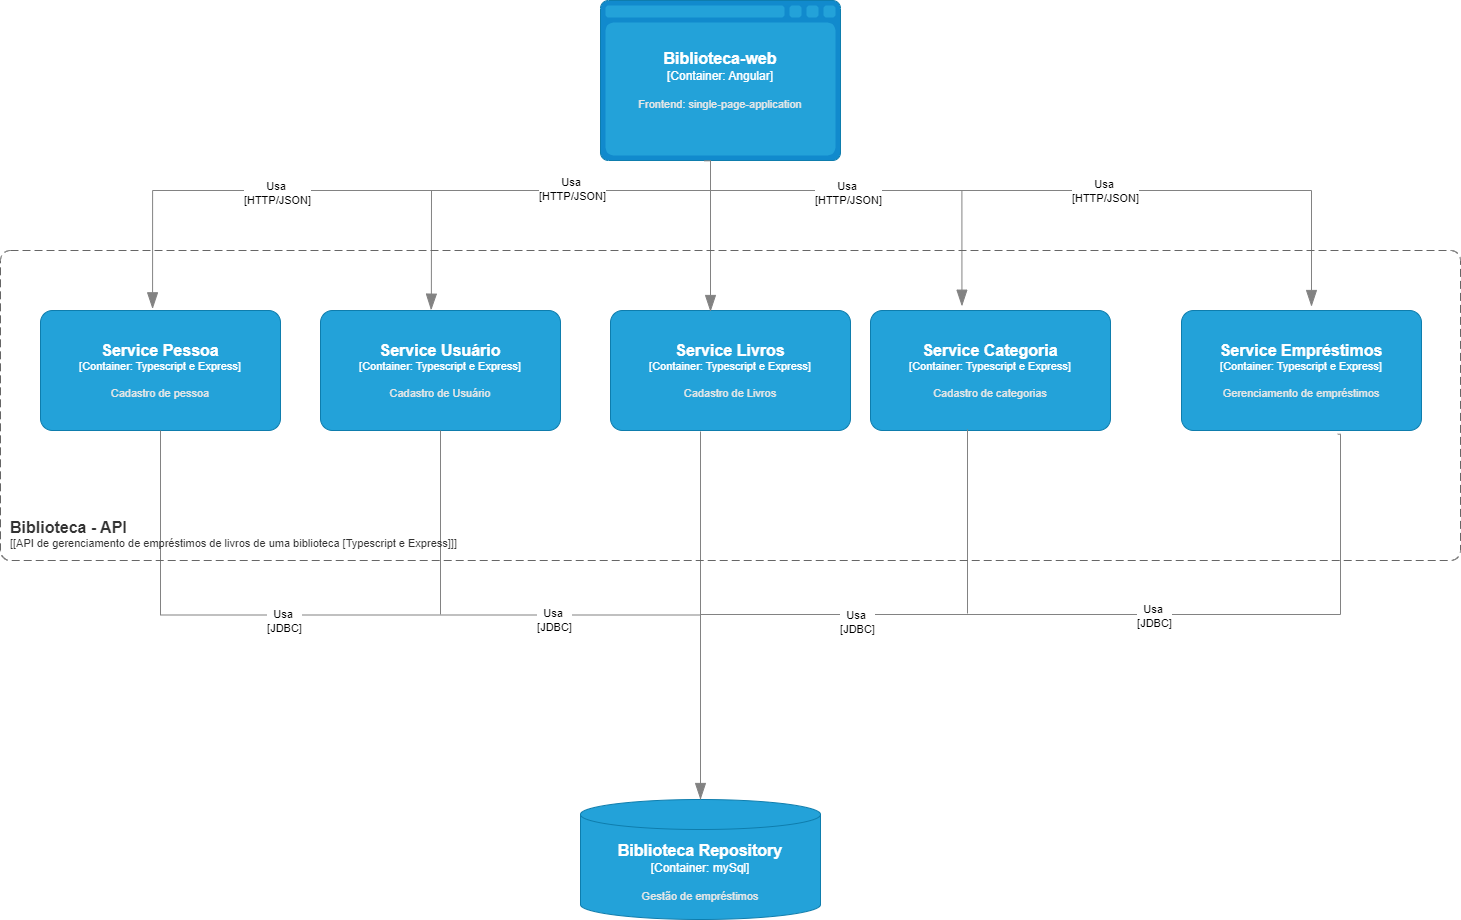 Biblioteca-web
[Container: Angular]
Frontend: single-page-application
Usa
[HTTP/JSON]
Usa
[HTTP/JSON]
Usa
[HTTP/JSON]
Usa
[HTTP/JSON]
Service Pessoa
[Container: Typescript e Express]
Cadastro de pessoa
Service Usuário
[Container: Typescript e Express]
Cadastro de Usuário
Service Livros
[Container: Typescript e Express]
Cadastro de Livros
Service Categoria
[Container: Typescript e Express]
Cadastro de categorias
Service Empréstimos
[Container: Typescript e Express]
Gerenciamento de empréstimos
Biblioteca - API
[[API de gerenciamento de empréstimos de livros de uma biblioteca [Typescript e Express]]]
Usa
[JDBC]
Usa
[JDBC]
Usa
[JDBC]
Usa
[JDBC]
Biblioteca Repository
[Container: mySql]
Gestão de empréstimos